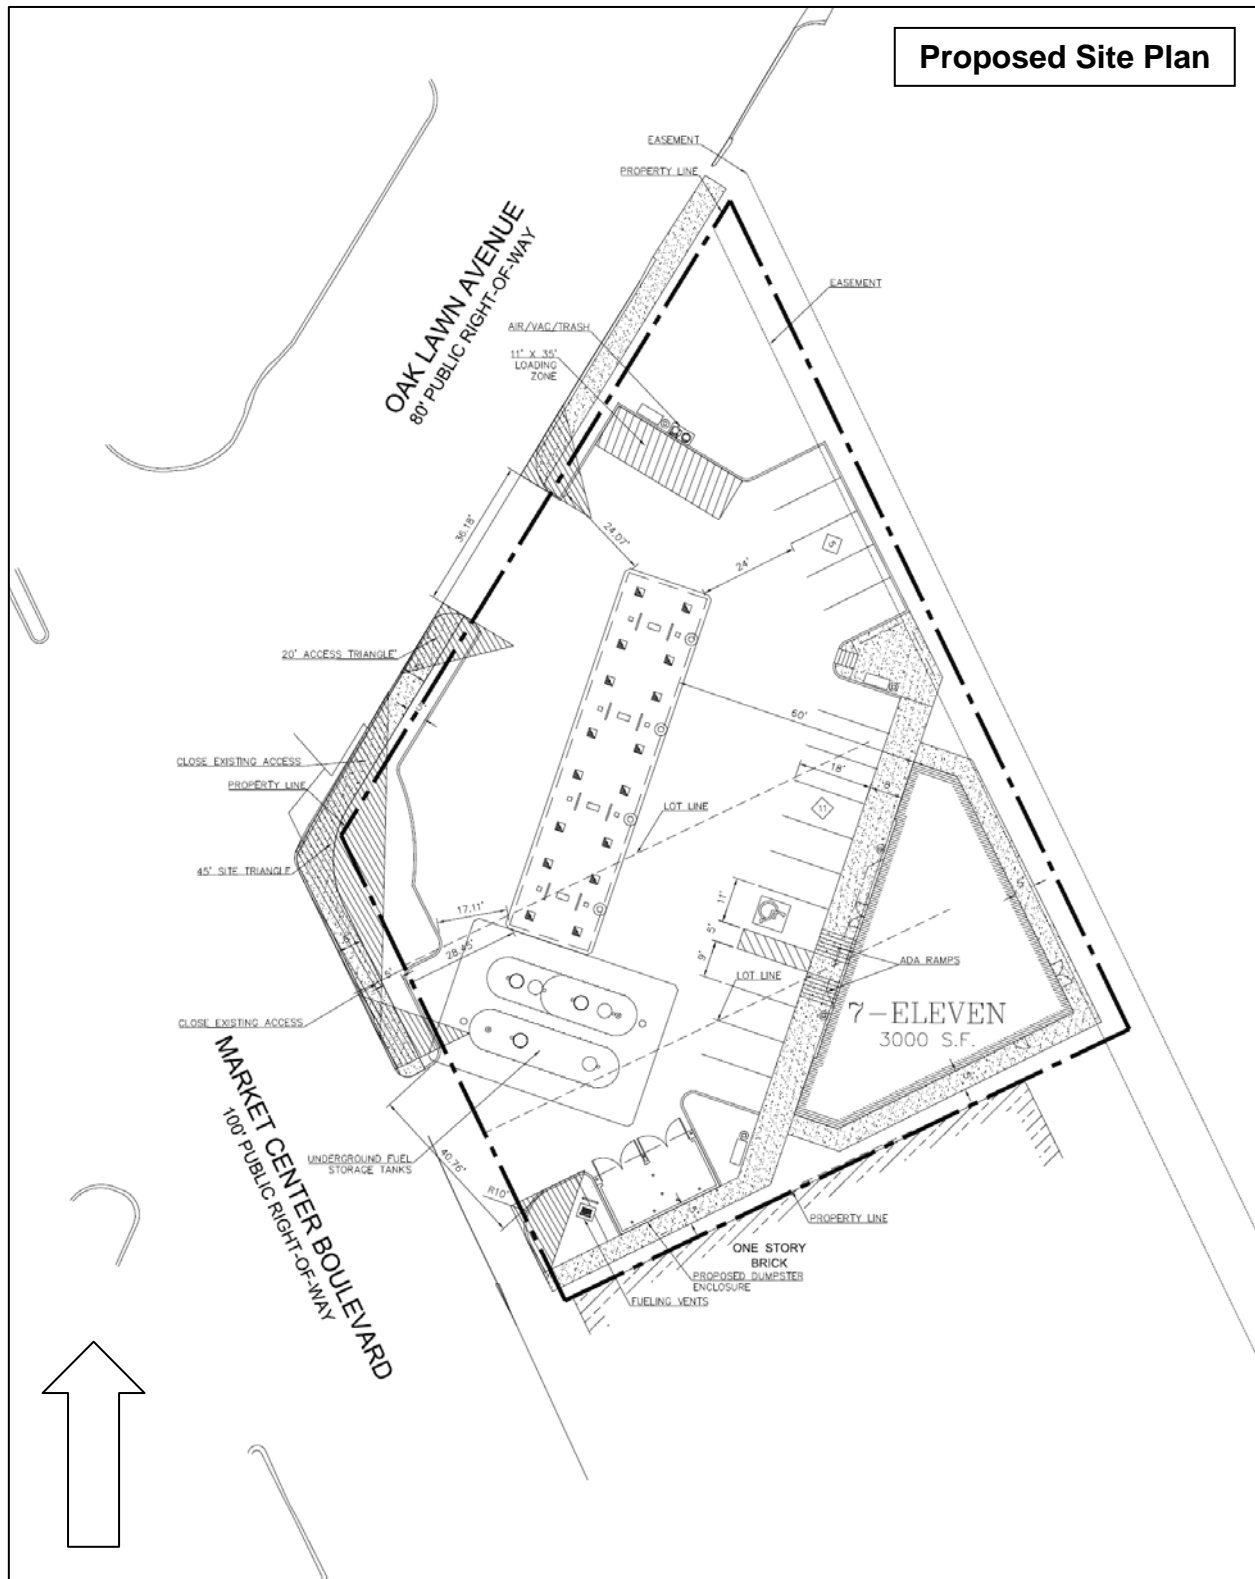 Proposed Site Plan
EASEMENT
PROPERTY LINE
OAK LAWN AVENUE
80' PUBLIC RIGHT-OF-WAY
EASEMENT
AIR/VAC/TRASH
11' X 35'
LOADING
ZONE
36.18'
24.07'
24'
5
20' ACCESS TRIANGLE'
60'
CLOSE EXISTING ACCESS
18'
8'
PROPERTY LINE
11
LOT LINE
45' SITE TRIANGLE
11'
17.11'
5'
28.45'
9'
ADA RAMPS
LOT LINE
CLOSE EXISTING ACCESS
7-ELEVEN
3000 S.F.
MARKET CENTER BOULEVARD
100' PUBLIC RIGHT-OF-WAY
40.76'
UNDERGROUND FUEL
STORAGE TANKS
R10'
PROPERTY LINE
ONE STORY
BRICK
PROPOSED DUMPSTER
ENCLOSURE
FUELING VENTS